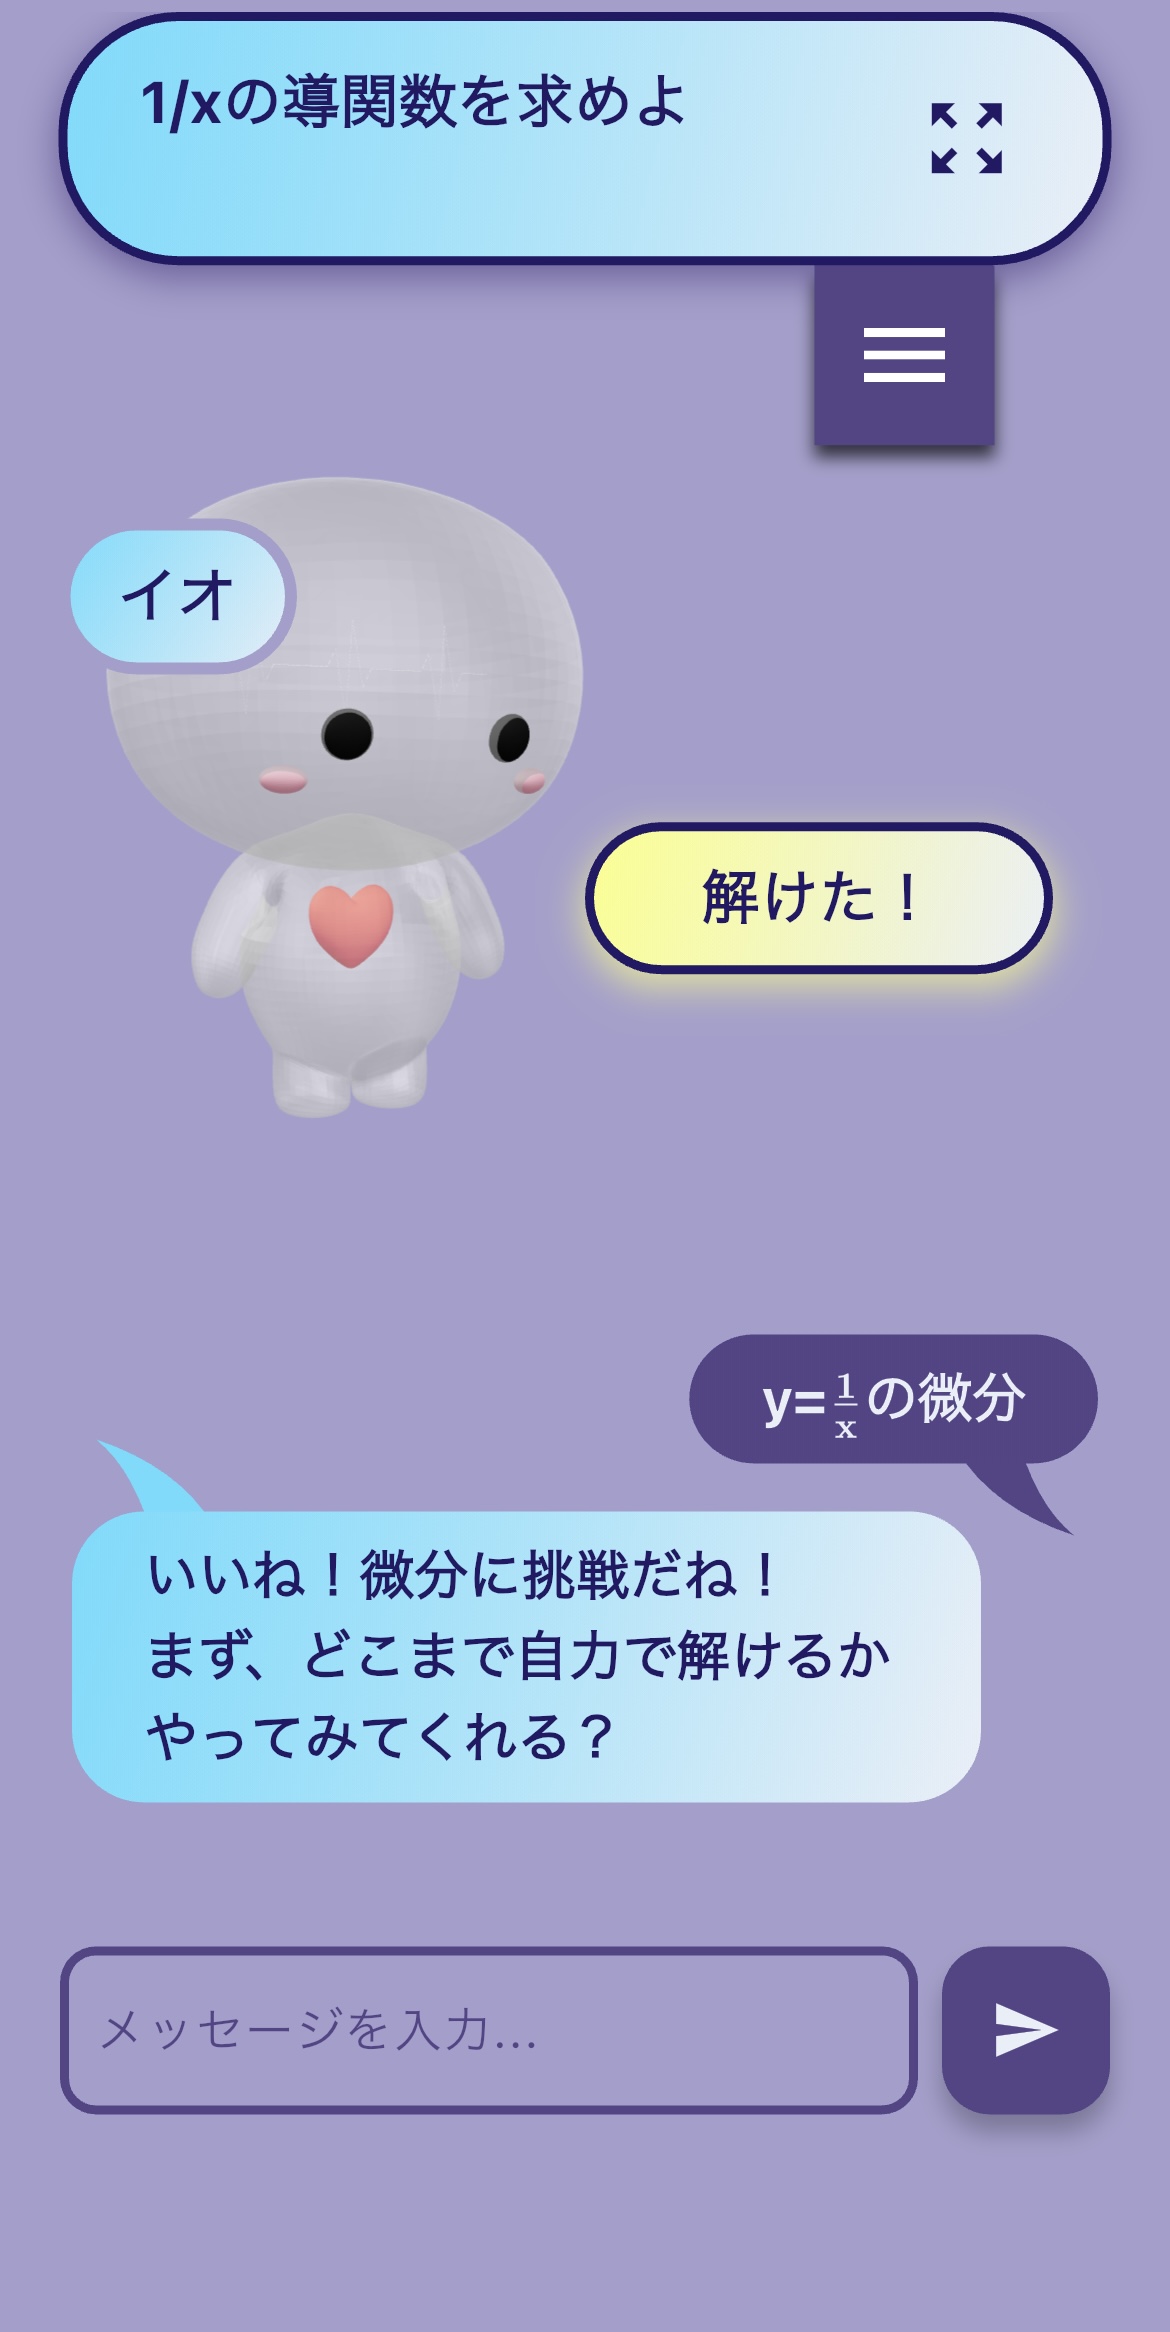 1/xの導関数を求めよ
イオ
解けた！
y=1/xの微分
いいね！微分に挑戦だね！
まず、どこまで自力で解けるか
やってみてくれる？
メッセージを入力...